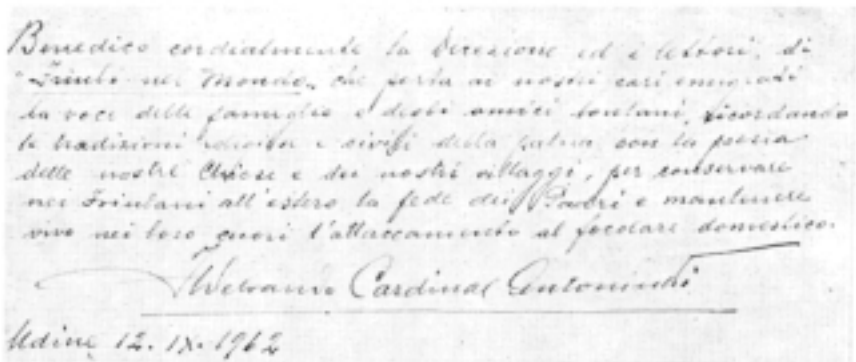 Benedico cordialmente la Direzione ed i lettori di
"Friuli nel Mondo" che porta ai nostri cari emigrati
la voce delle famiglie e degli amici lontani, ricordando
le tradizioni e civili della patria con la poesia
delle nostre Chiese e dei nostri villaggi, per conservare
nei Friulani all'estero la fede dei Padri e mantenere
vivo nei loro cuori l'attaccamento al focolare domestico.
Ildebrando Cardinal Antoniutti
Udine 12. IX. 1962